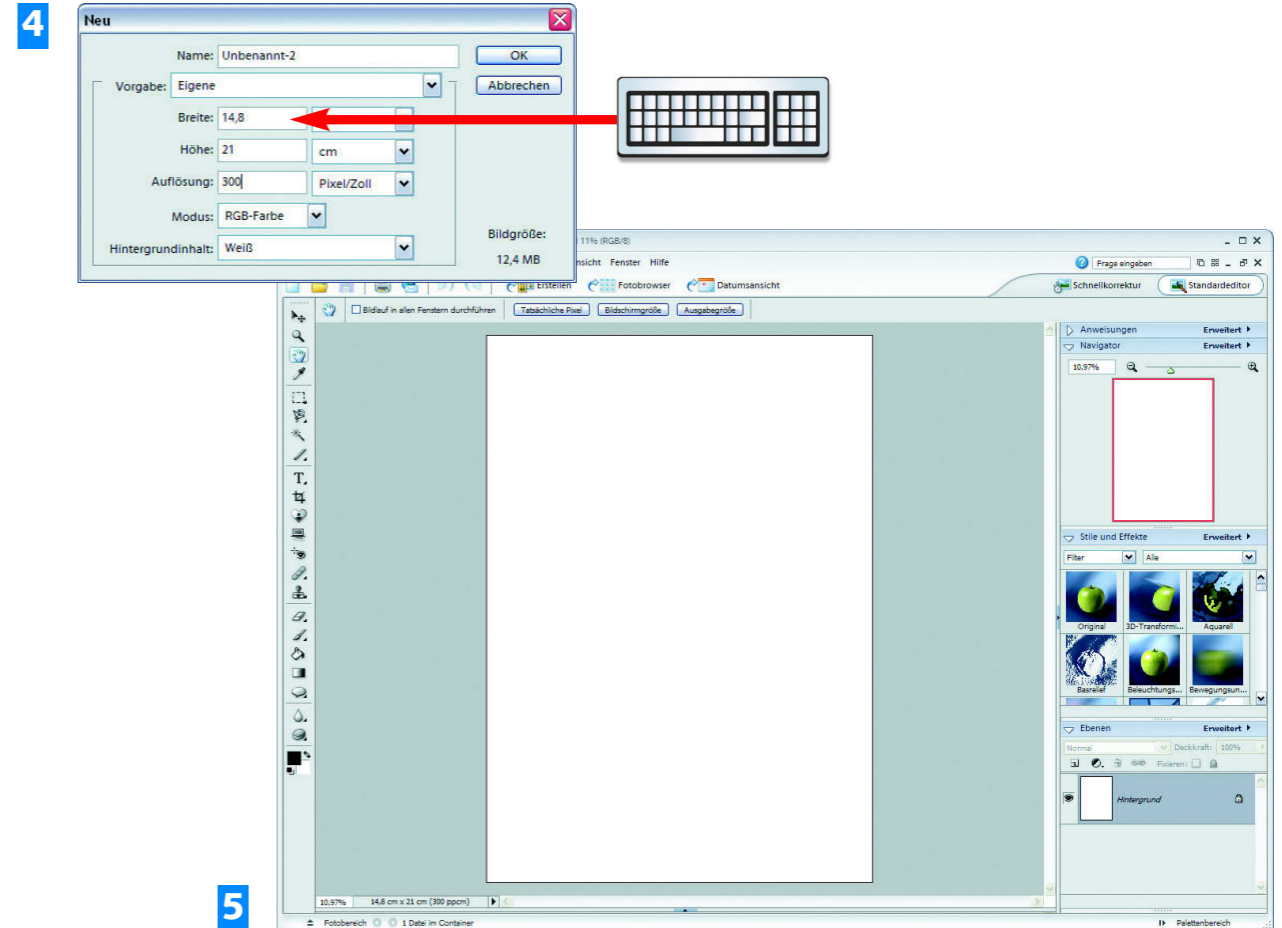 4
Neu
Name: Unbenannt-2
OK
Vorgabe: Eigene
Abbrechen
Breite: 14,8
Höhe: 21 cm
Auflösung: 300 Pixel/Zoll
Modus: RGB-Farbe
Hintergrundinhalt: Weiß
Bildgröße:
12,4 MB
11% (RGB/8)
nsicht Fenster Hilfe
Frage eingeben
Erstellen Fotobrowser Datumsansicht
Schnellkorrektur Standardeditor
Bildlauf in allen Fenstern durchführen Tatsächliche Pixel Bildschirmgröße Ausgabegröße
Anweisungen Erweitert
Navigator Erweitert
10,97%
Stile und Effekte Erweitert
Filter Alle
Original 3D-Transformi... Aquarell
Basrelief Beleuchtungs... Bewegungsun...
Ebenen Erweitert
Normal Deckkraft: 100%
Fixieren:
Hintergrund
10,97% 14,8 cm x 21 cm (300 ppcm)
5
Fotobereich 1 Datei im Container
Palettenbereich